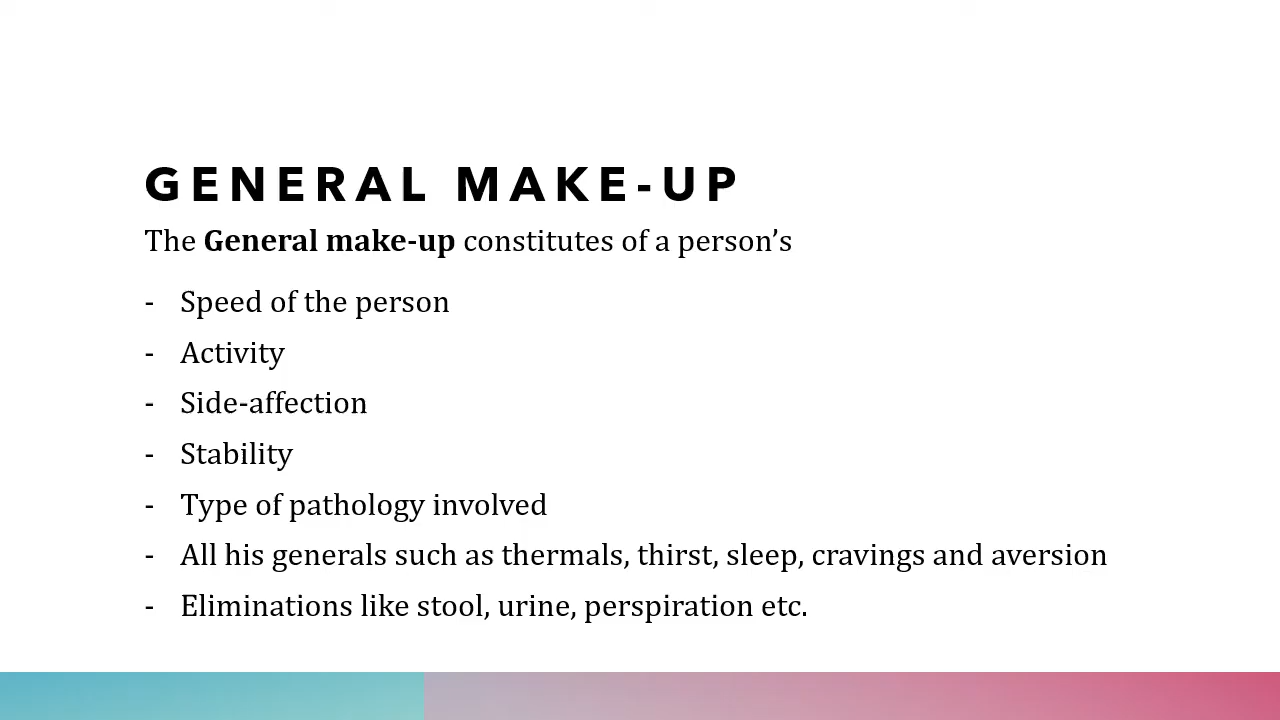 GENERAL MAKE-UP
The General make-up constitutes of a person’s
- Speed of the person
- Activity
- Side-affection
- Stability
- Type of pathology involved
- All his generals such as thermals, thirst, sleep, cravings and aversion
- Eliminations like stool, urine, perspiration etc.